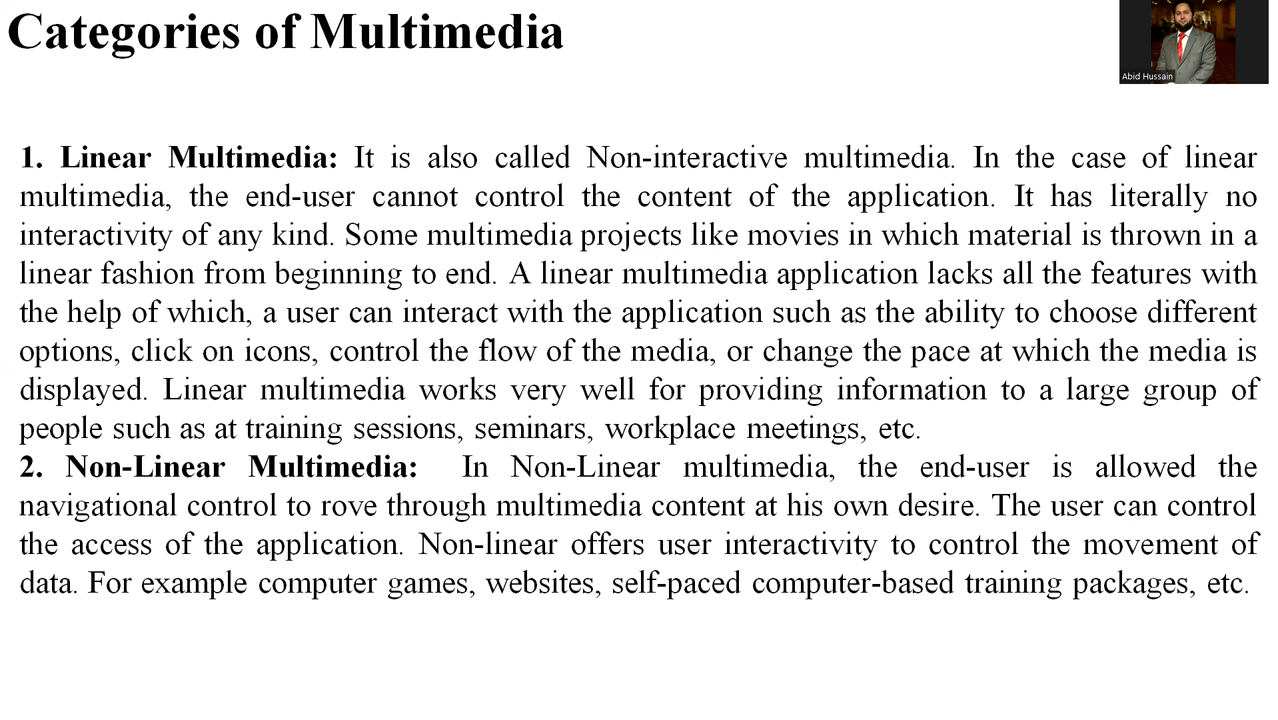 Categories of Multimedia
Abid Hussain
1. Linear Multimedia: It is also called Non-interactive multimedia. In the case of linear
multimedia, the end-user cannot control the content of the application. It has literally no
interactivity of any kind. Some multimedia projects like movies in which material is thrown in a
linear fashion from beginning to end. A linear multimedia application lacks all the features with
the help of which, a user can interact with the application such as the ability to choose different
options, click on icons, control the flow of the media, or change the pace at which the media is
displayed. Linear multimedia works very well for providing information to a large group of
people such as at training sessions, seminars, workplace meetings, etc.
2. Non-Linear Multimedia: In Non-Linear multimedia, the end-user is allowed the
navigational control to rove through multimedia content at his own desire. The user can control
the access of the application. Non-linear offers user interactivity to control the movement of
data. For example computer games, websites, self-paced computer-based training packages, etc.